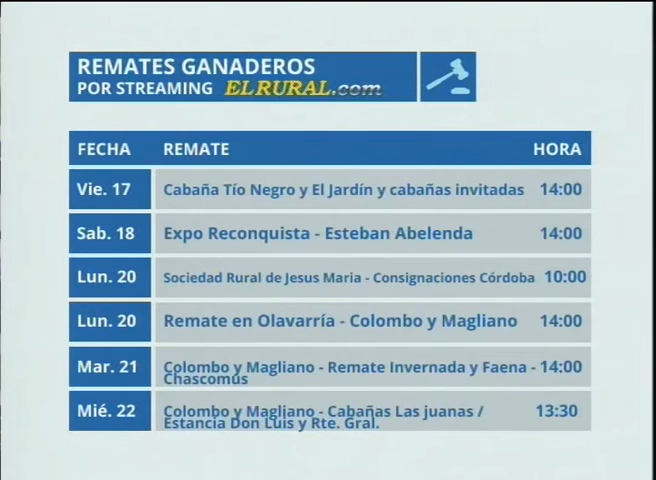 REMATES GANADEROS
POR STREAMING ELRURAL.com
FECHA REMATE HORA
Vie. 17 Cabaña Tío Negro y El Jardín y cabañas invitadas 14:00
Sab. 18 Expo Reconquista - Esteban Abelenda 14:00
Lun. 20 Sociedad Rural de Jesus Maria - Consignaciones Córdoba 10:00
Lun. 20 Remate en Olavarría - Colombo y Magliano 14:00
Mar. 21 Colombo y Magliano - Remate Invernada y Faena - 14:00
Chascomús
Mié. 22 Colombo y Magliano - Cabañas Las juanas / 13:30
Estancia Don Luis y Rte. Gral.